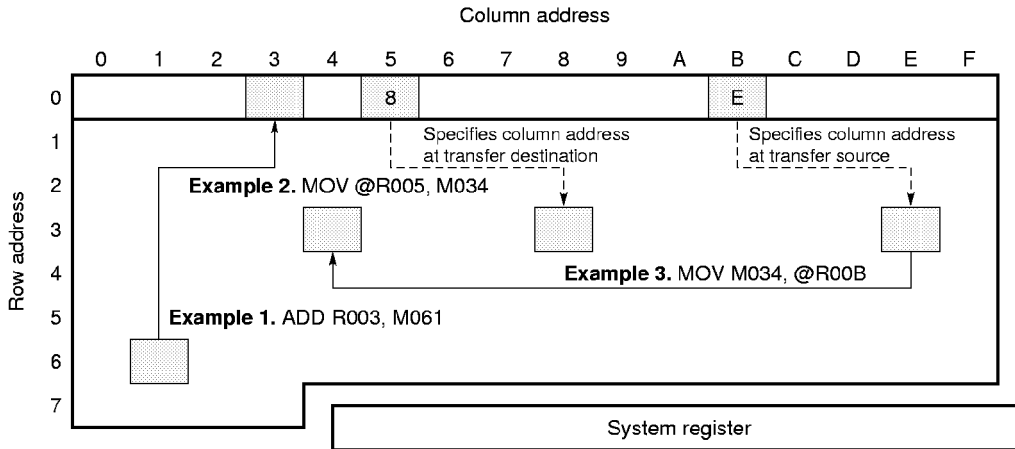 Column address
0 1 2 3 4 5 6 7 8 9 A B C D E F
Row address
0 8 E
1 Specifies column address Specifies column address
at transfer destination at transfer source
2 Example 2. MOV @R005, M034
3
4 Example 3. MOV M034, @R00B
5 Example 1. ADD R003, M061
6
7
System register